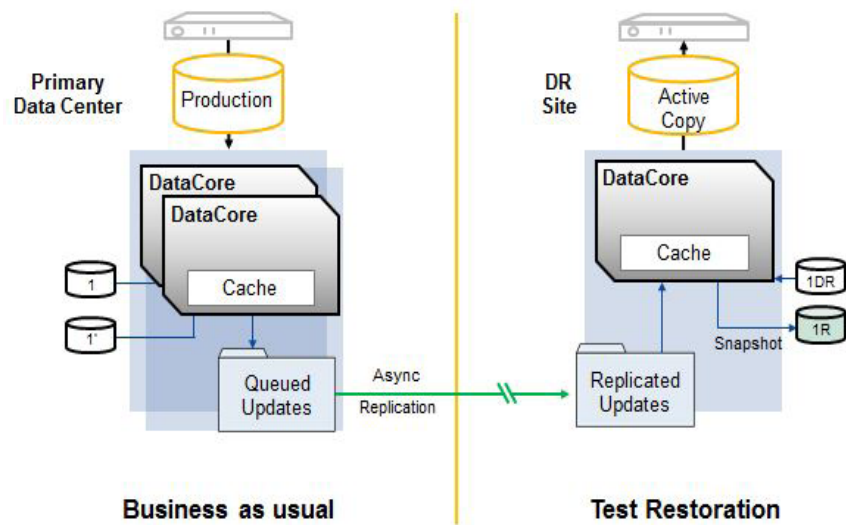 Primary
Data Center
Production
DataCore
DataCore
Cache
1
1'
Queued
Updates
Async
Replication
Business as usual
DR
Site
Active
Copy
DataCore
Cache
1DR
1R
Snapshot
Replicated
Updates
Test Restoration